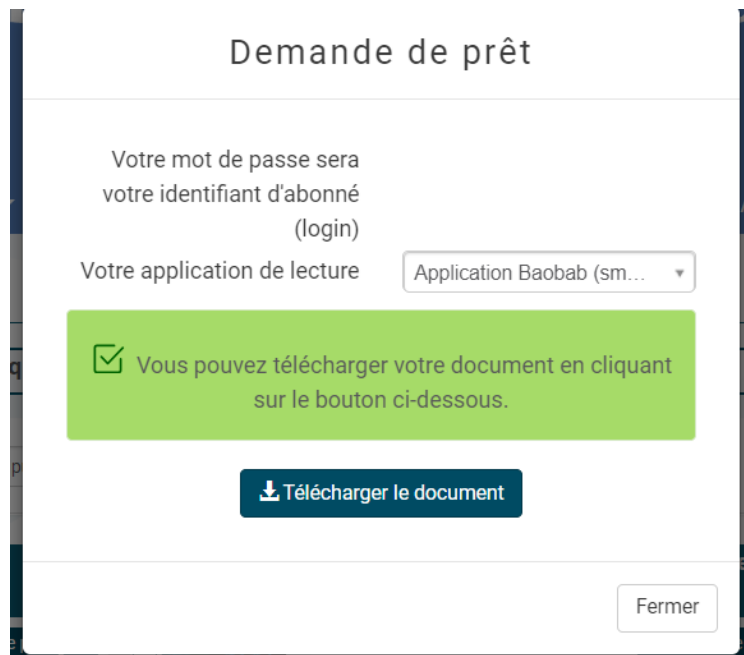 Demande de prêt
Votre mot de passe sera
votre identifiant d'abonné
(login)
Votre application de lecture
Application Baobab (sm...
Vous pouvez télécharger votre document en cliquant
sur le bouton ci-dessous.
Télécharger le document
Fermer